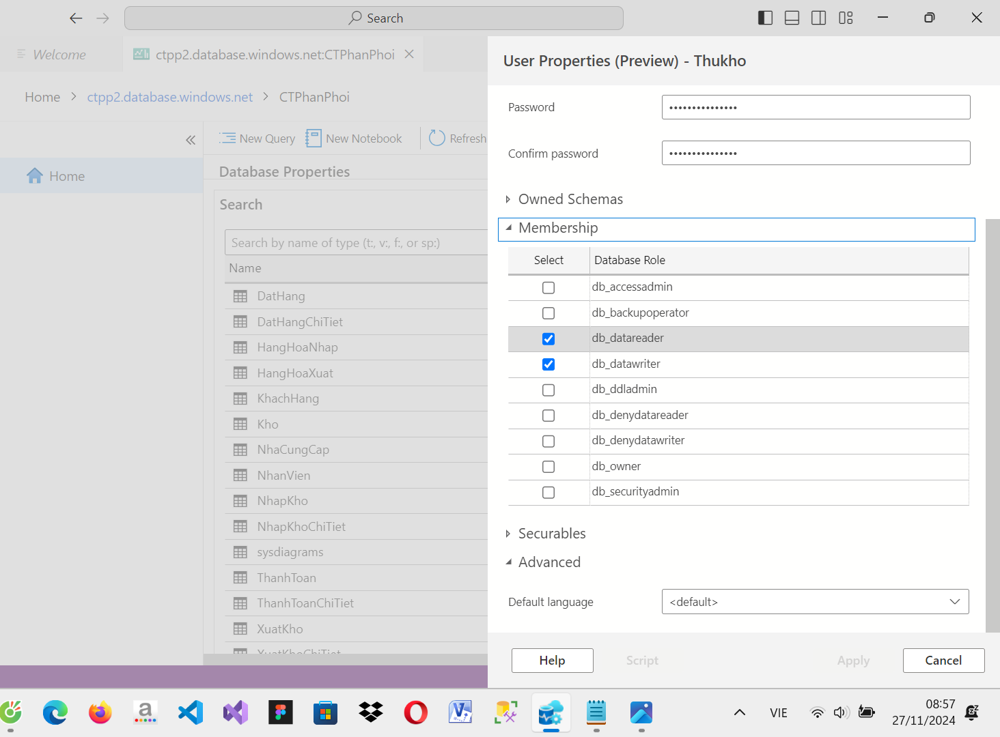 Search
Welcome
ctpp2.database.windows.net:CTPhanPhoi
Home > ctpp2.database.windows.net > CTPhanPhoi
New Query
New Notebook
Refresh
Home
Database Properties
Search
Search by name of type (t:, v:, f:, or sp:)
Name
DatHang
DatHangChiTiet
HangHoaNhap
HangHoaXuat
KhachHang
Kho
NhaCungCap
NhanVien
NhapKho
NhapKhoChiTiet
sysdiagrams
ThanhToan
ThanhToanChiTiet
XuatKho
XuatKhoChiTiet
User Properties (Preview) - Thukho
Password
•••••••••••••••
Confirm password
•••••••••••••••
Owned Schemas
Membership
Select Database Role
db_accessadmin
db_backupoperator
db_datareader
db_datawriter
db_ddladmin
db_denydatareader
db_denydatawriter
db_owner
db_securityadmin
Securables
Advanced
Default language
<default>
Help
Script
Apply
Cancel
VIE
08:57
27/11/2024